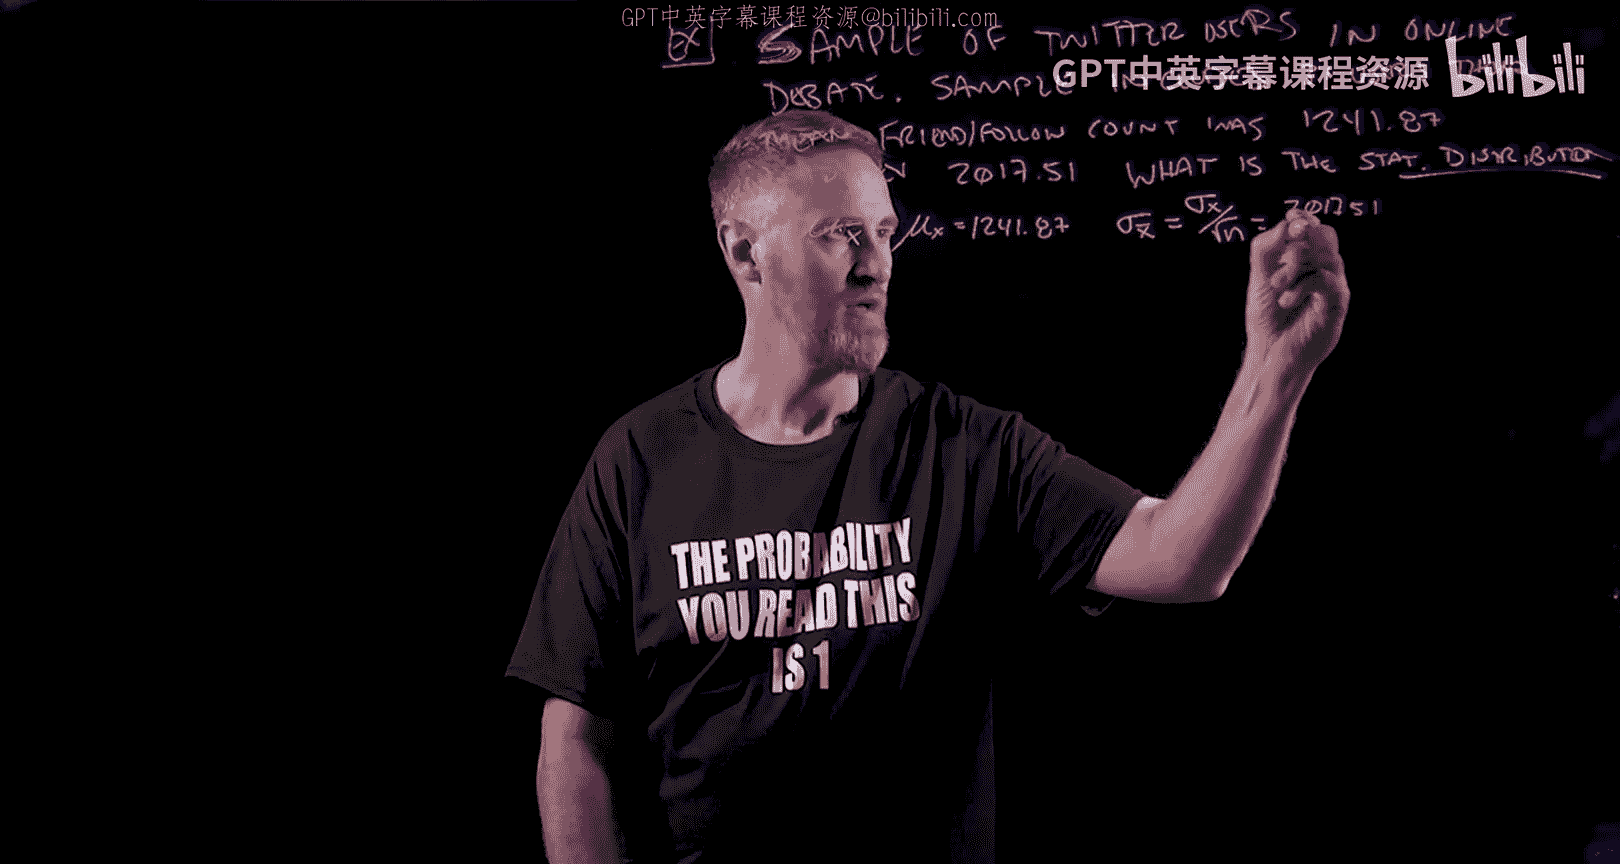 GPT中英字幕课程资源@bilibili.com
EX SAMPLE OF TWITTER USERS IN ONLINE
GPT中英字幕课程资源 bilibili
DEBATE. SAMPLE
FRIEND/FOLLOW COUNT WAS 1241.87
2017.51 WHAT IS THE STAT. DISTRIBUTION
μx = 1241.87 σx̄ = σx/√n = 2017.51
THE PROBABILITY
YOU READ THIS
IS 1